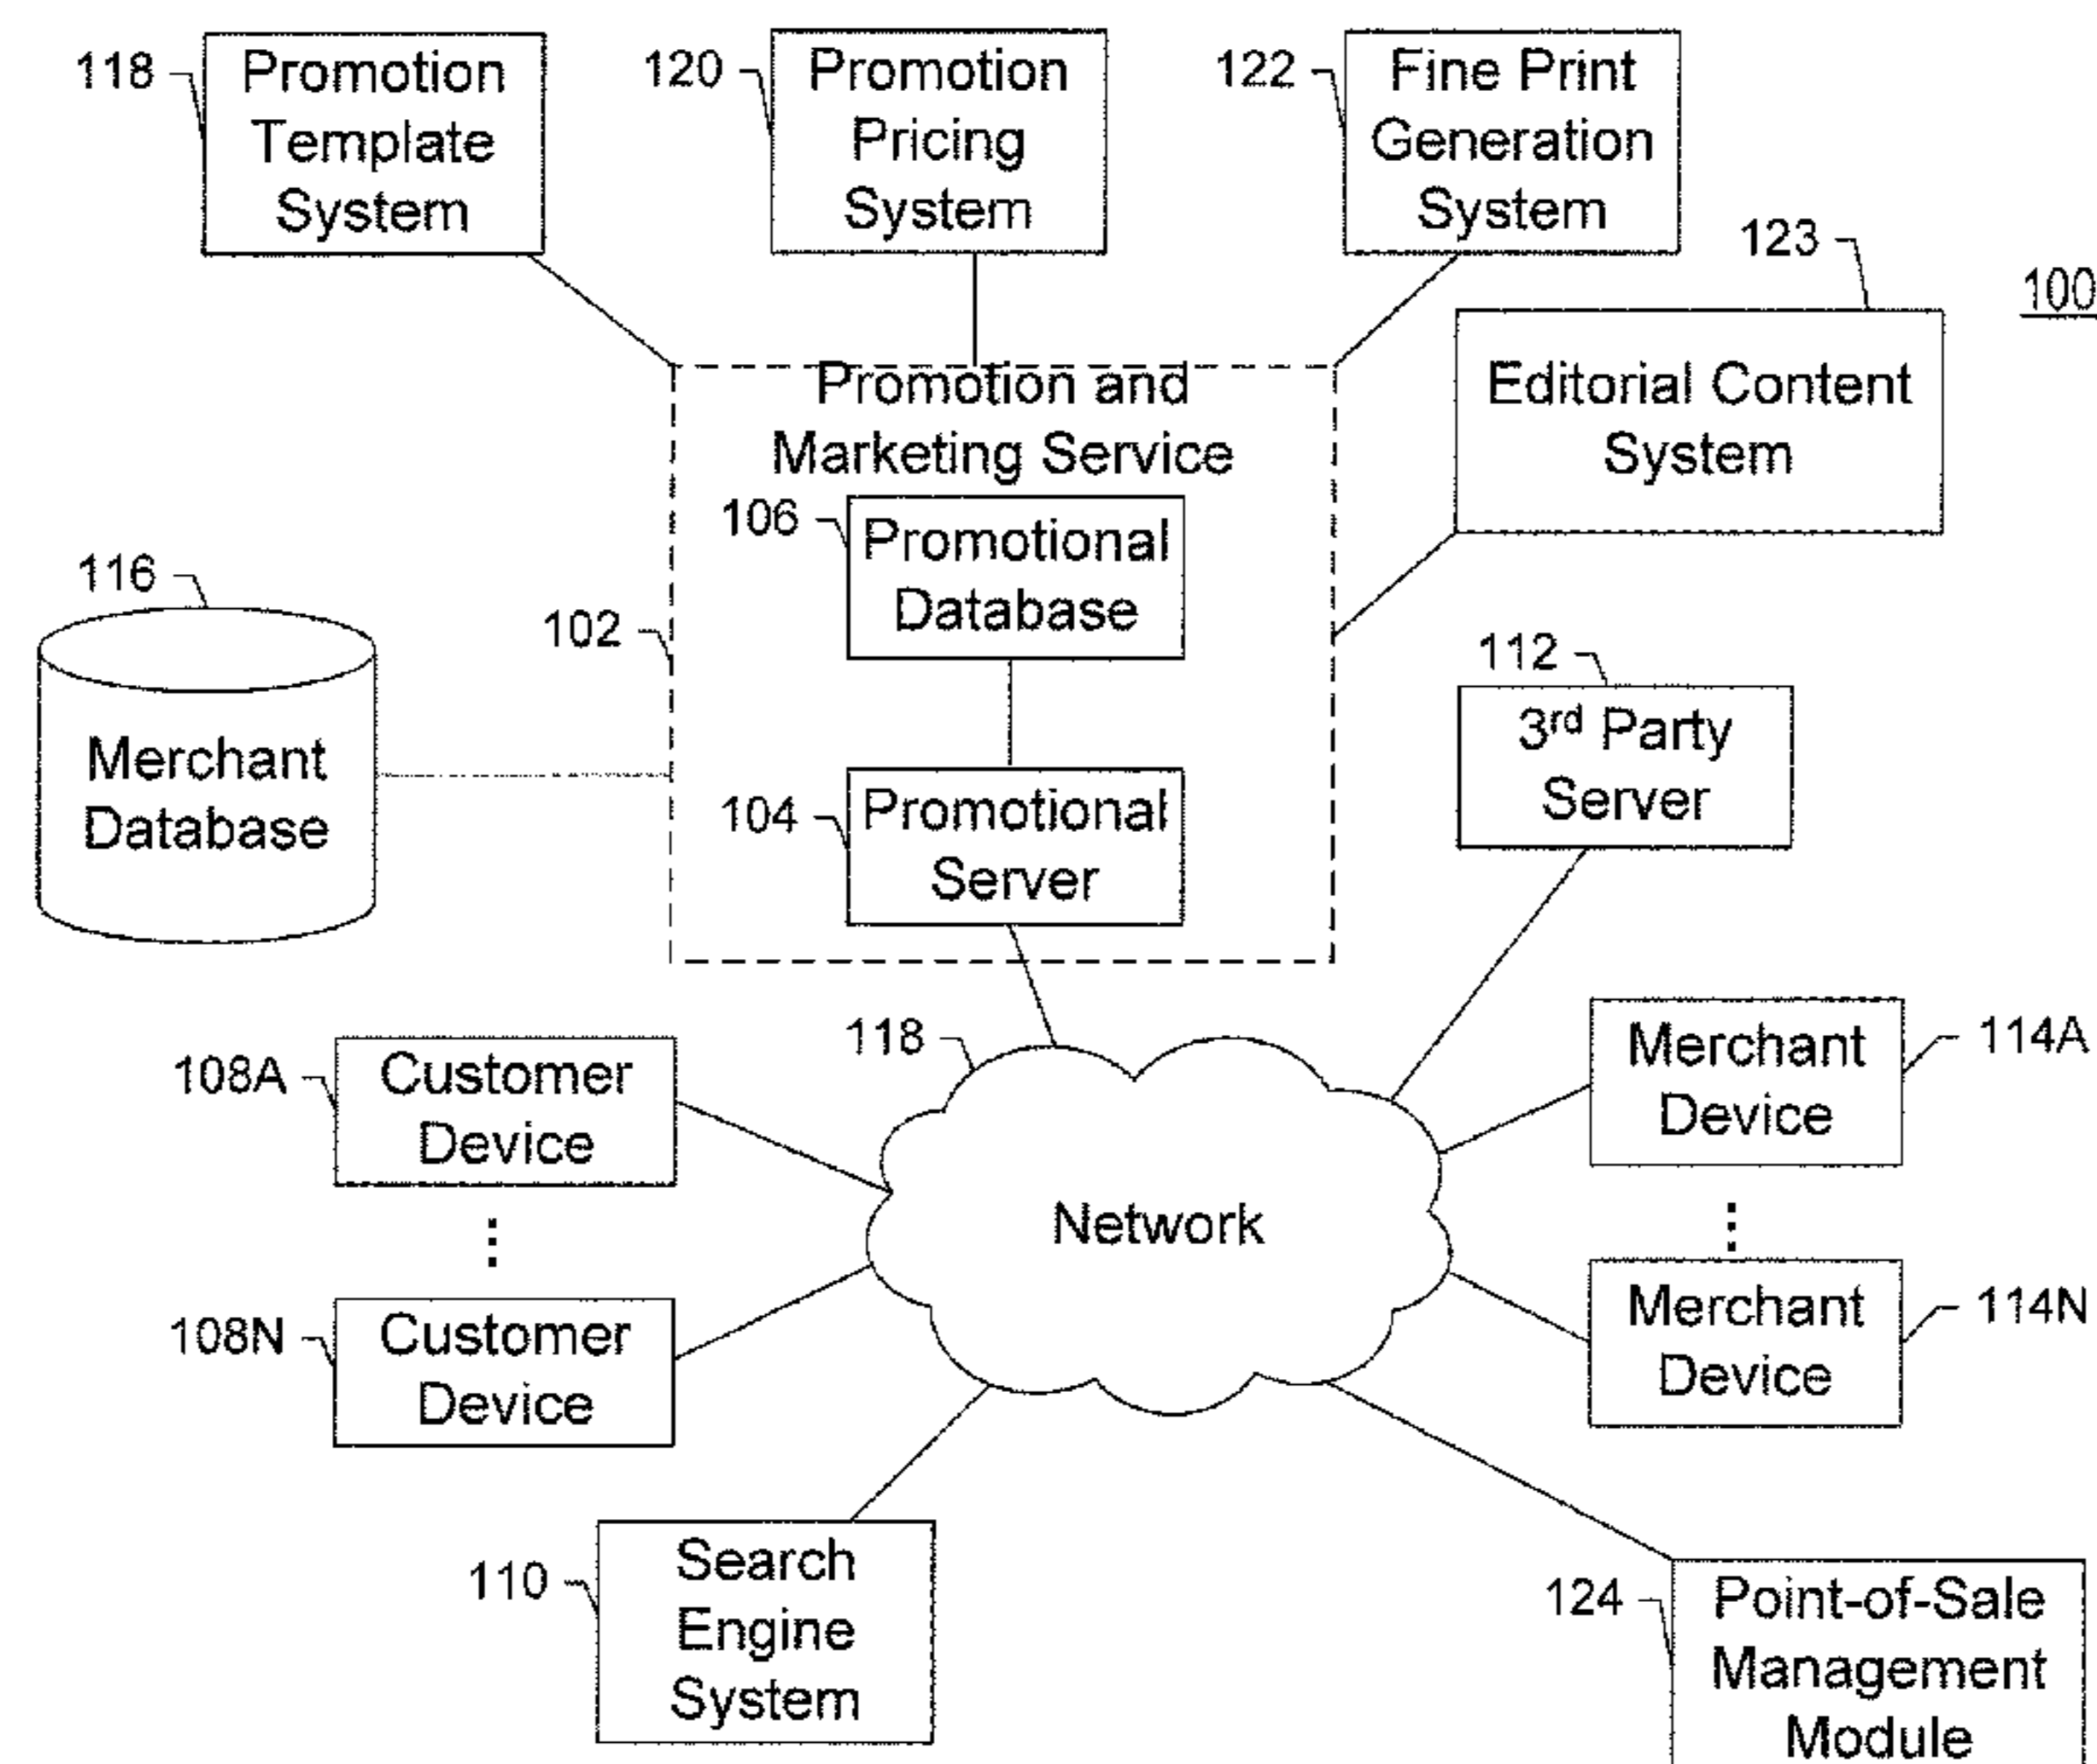 118
Promotion
Template
System
120
Promotion
Pricing
System
122
Fine Print
Generation
System
123
100
Editorial Content
System
Promotion and
Marketing Service
106
Promotional
Database
116
102
Merchant
Database
104
Promotional
Server
112
3rd Party
Server
118
Network
108A
Customer
Device
⋮
108N
Customer
Device
Merchant
Device
114A
⋮
Merchant
Device
114N
110
Search
Engine
System
124
Point-of-Sale
Management
Module